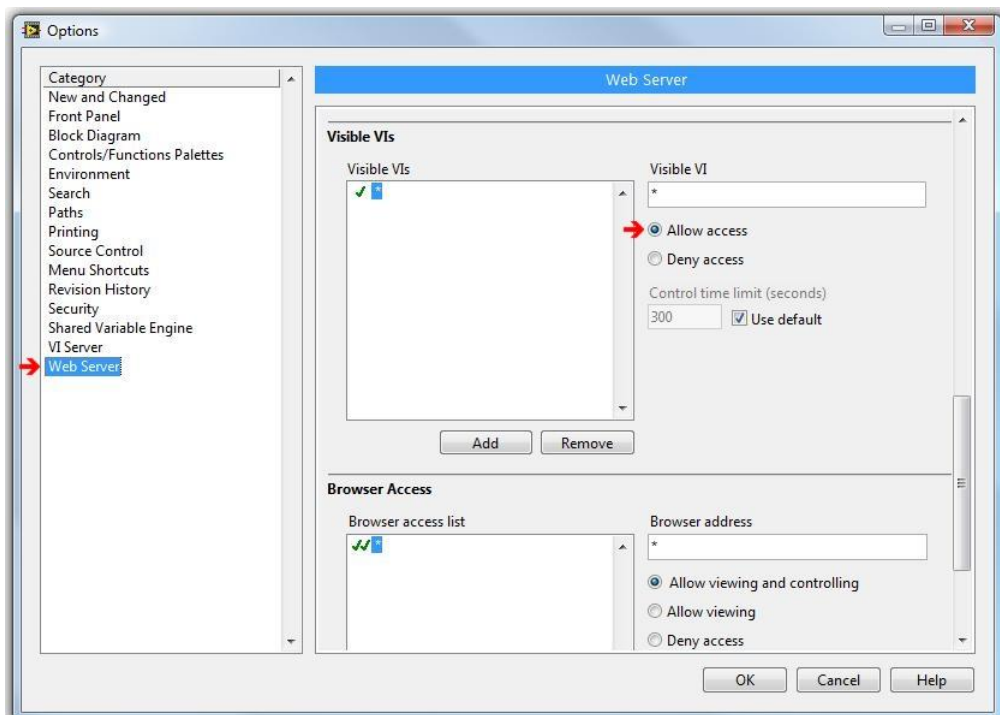 Options
Category
New and Changed
Front Panel
Block Diagram
Controls/Functions Palettes
Environment
Search
Paths
Printing
Source Control
Menu Shortcuts
Revision History
Security
Shared Variable Engine
VI Server
Web Server
Web Server
Visible VIs
Visible VIs
*
Visible VI
*
Allow access
Deny access
Control time limit (seconds)
300
Use default
Add
Remove
Browser Access
Browser access list
*
Browser address
*
Allow viewing and controlling
Allow viewing
Deny access
OK
Cancel
Help